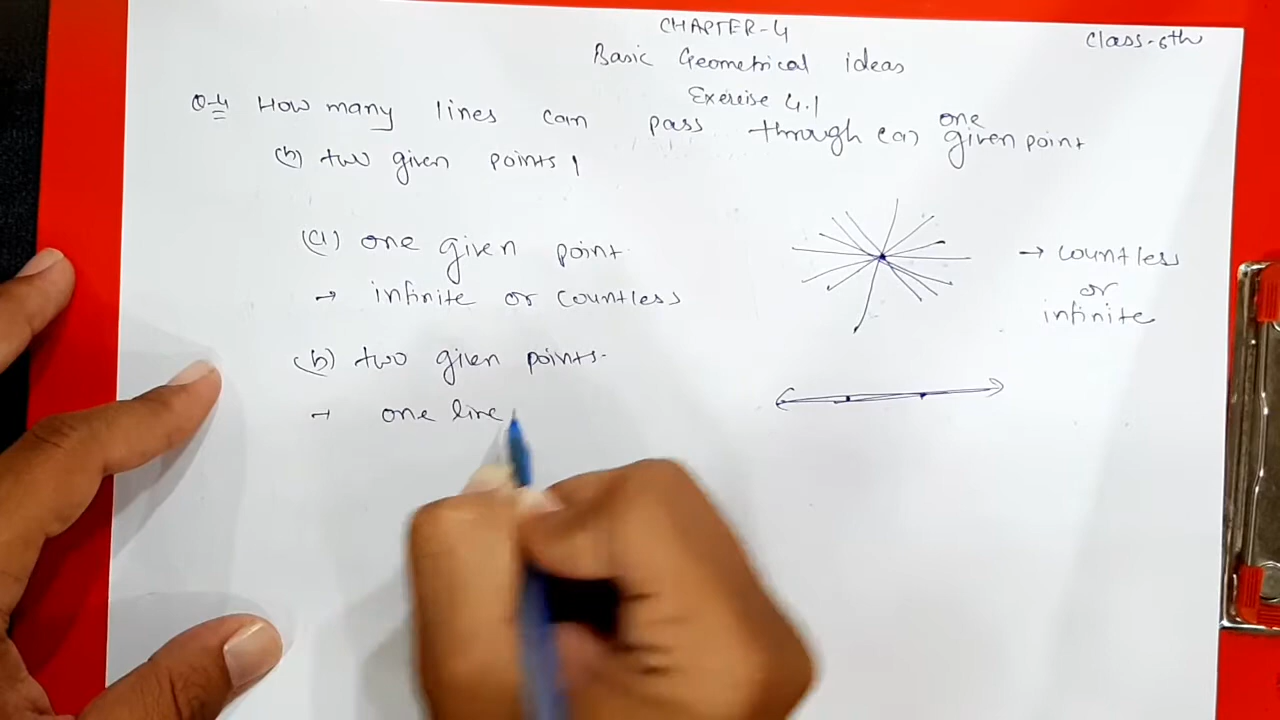 CHAPTER-4
Class-6th
Basic Geometrical ideas
Exercise 4.1
Q-4 How many lines can pass through (a) one given point
(b) two given points!
(a) one given point.
→ infinite or countless
→ countless
or
infinite
(b) two given points.
→ one line